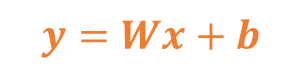 y = Wx + b